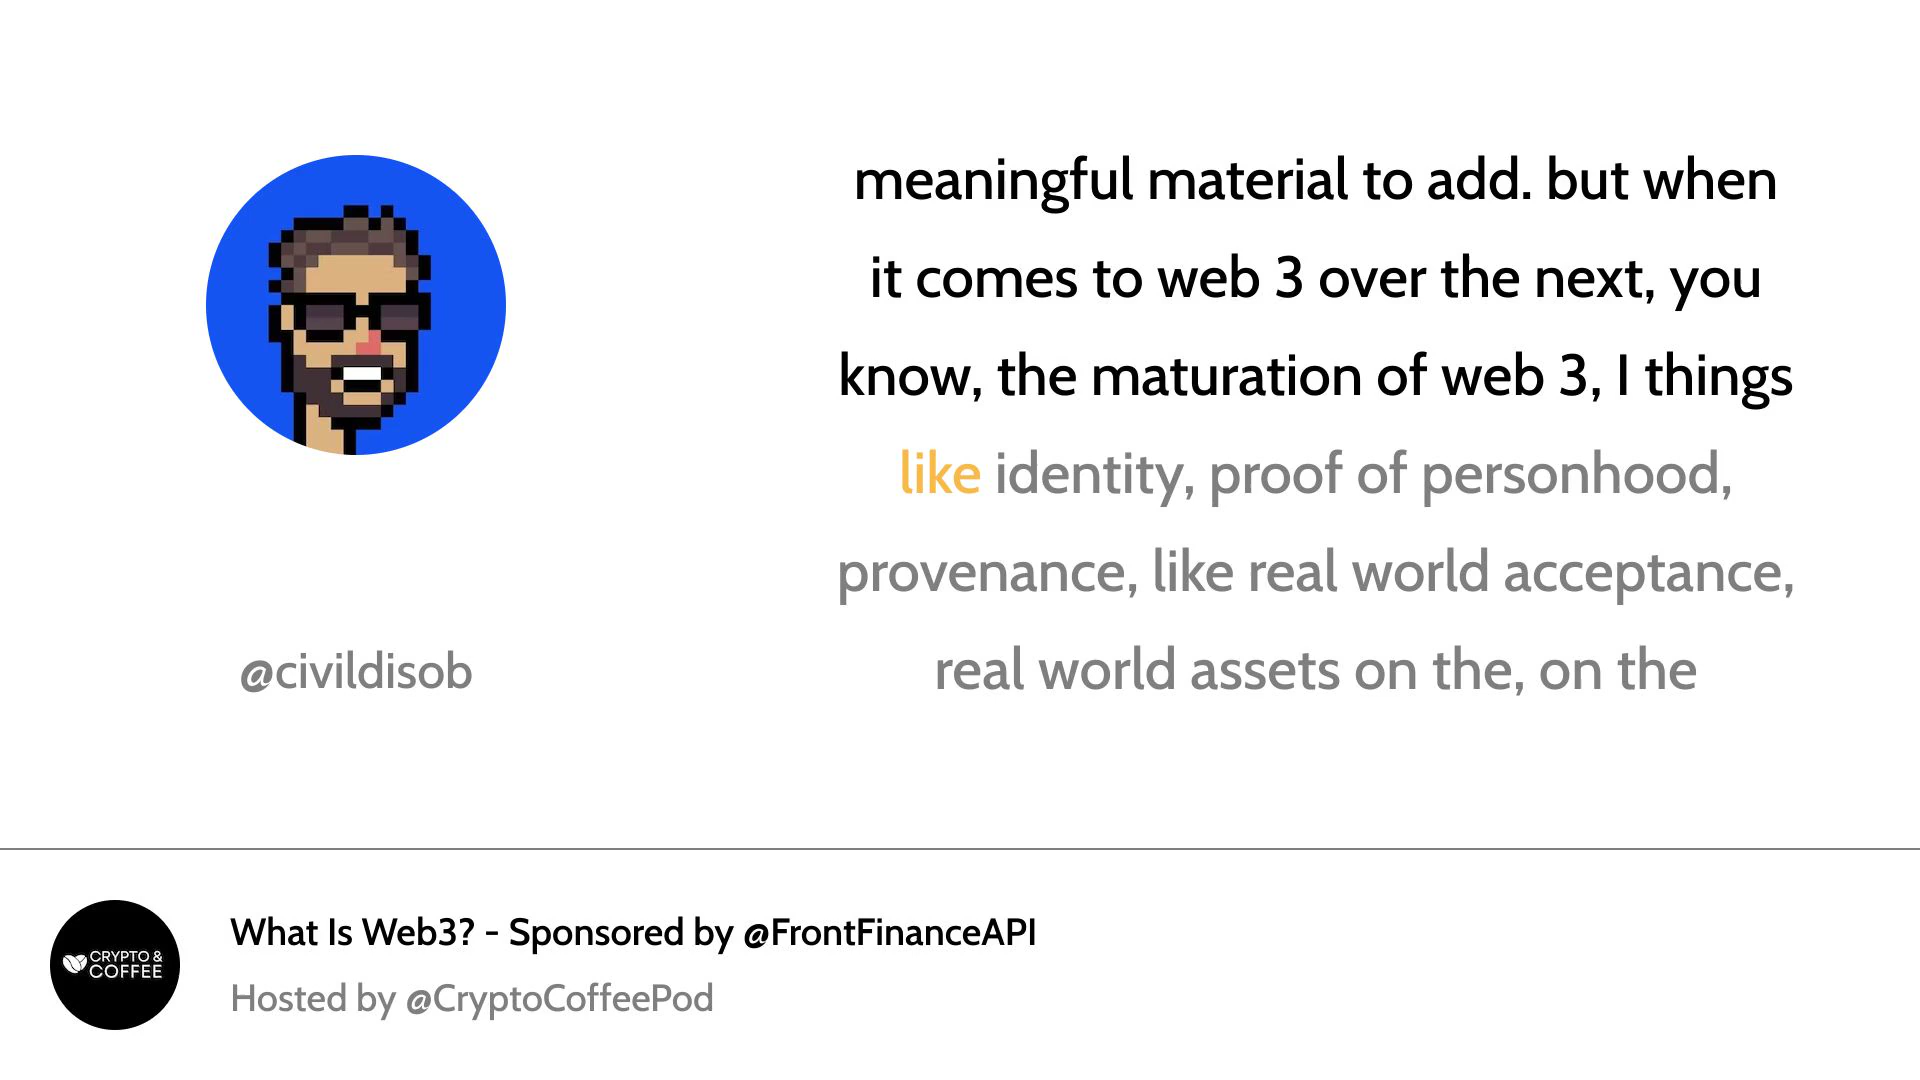 meaningful material to add. but when
it comes to web 3 over the next, you
know, the maturation of web 3, I things
like identity, proof of personhood,
provenance, like real world acceptance,
real world assets on the, on the
@civildisob
CRYPTO &
COFFEE
What Is Web3? - Sponsored by @FrontFinanceAPI
Hosted by @CryptoCoffeePod